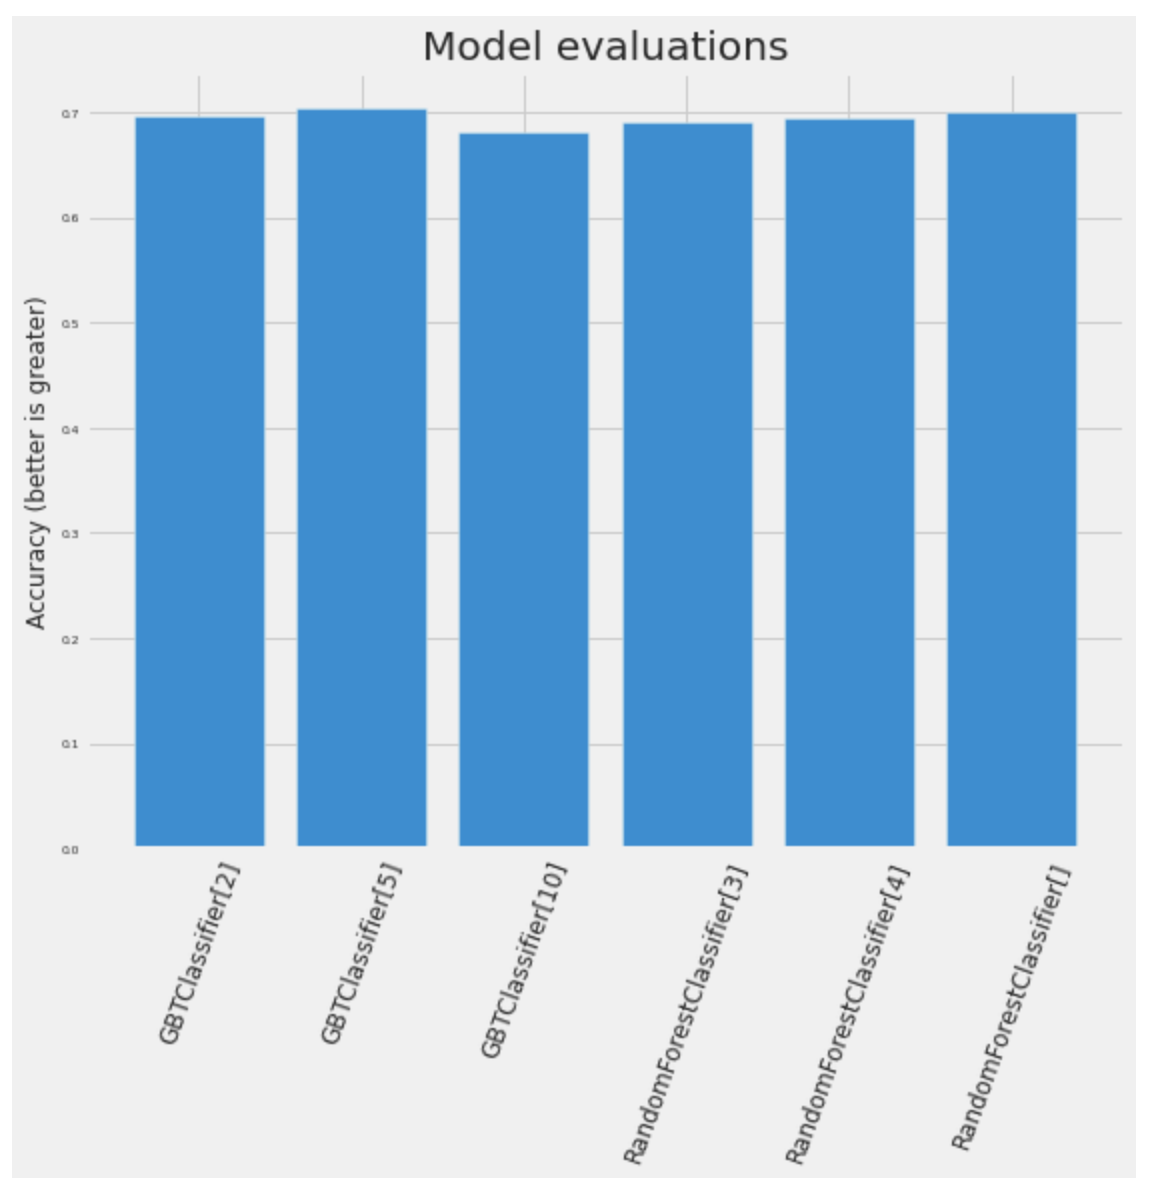 Model evaluations
Accuracy (better is greater)
0.7
0.6
0.5
0.4
0.3
0.2
0.1
0.0
GBTClassifier[2]
GBTClassifier[5]
GBTClassifier[10]
RandomForestClassifier[3]
RandomForestClassifier[4]
RandomForestClassifier[]